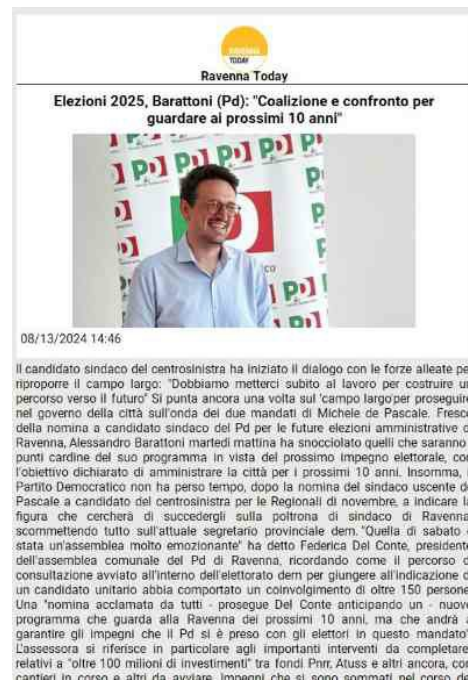 RAVENNA
TODAY
Ravenna Today
Elezioni 2025, Barattoni (Pd): "Coalizione e confronto per
guardare ai prossimi 10 anni"
08/13/2024 14:46
Il candidato sindaco del centrosinistra ha iniziato il dialogo con le forze alleate pe
riproporre il campo largo: "Dobbiamo metterci subito al lavoro per costruire u
percorso verso il futuro" Si punta ancora una volta sul 'campo largo'per proseguire
nel governo della città sull'onda dei due mandati di Michele de Pascale. Fresco
della nomina a candidato sindaco del Pd per le future elezioni amministrative d
Ravenna, Alessandro Barattoni martedì mattina ha snocciolato quelli che saranno
punti cardine del suo programma in vista del prossimo impegno elettorale, con
l'obiettivo dichiarato di amministrare la città per i prossimi 10 anni. Insomma, i
Partito Democratico non ha perso tempo, dopo la nomina del sindaco uscente de
Pascale a candidato del centrosinistra per le Regionali di novembre, a indicare la
figura che cercherà di succedergli sulla poltrona di sindaco di Ravenna
scommettendo tutto sull'attuale segretario provinciale dem. "Quella di sabato
stata un'assemblea molto emozionante" ha detto Federica Del Conte, presidente
dell'assemblea comunale del Pd di Ravenna, ricordando come il percorso d
consultazione avviato all'interno dell'elettorato dem per giungere all'indicazione d
un candidato unitario abbia comportato un coinvolgimento di oltre 150 persone
Una "nomina acclamata da tutti - prosegue Del Conte anticipando un - nuovo
programma che guarda alla Ravenna dei prossimi 10 anni, ma che andrà a
garantire gli impegni che il Pd si è preso con gli elettori in questo mandato"
L'assessora si riferisce in particolare agli importanti interventi da completare
relativi a "oltre 100 milioni di investimenti" tra fondi Pnrr, Atuss e altri ancora, con
cantieri in corso e altri da avviare. Impegni che si sono sommati nel corso de